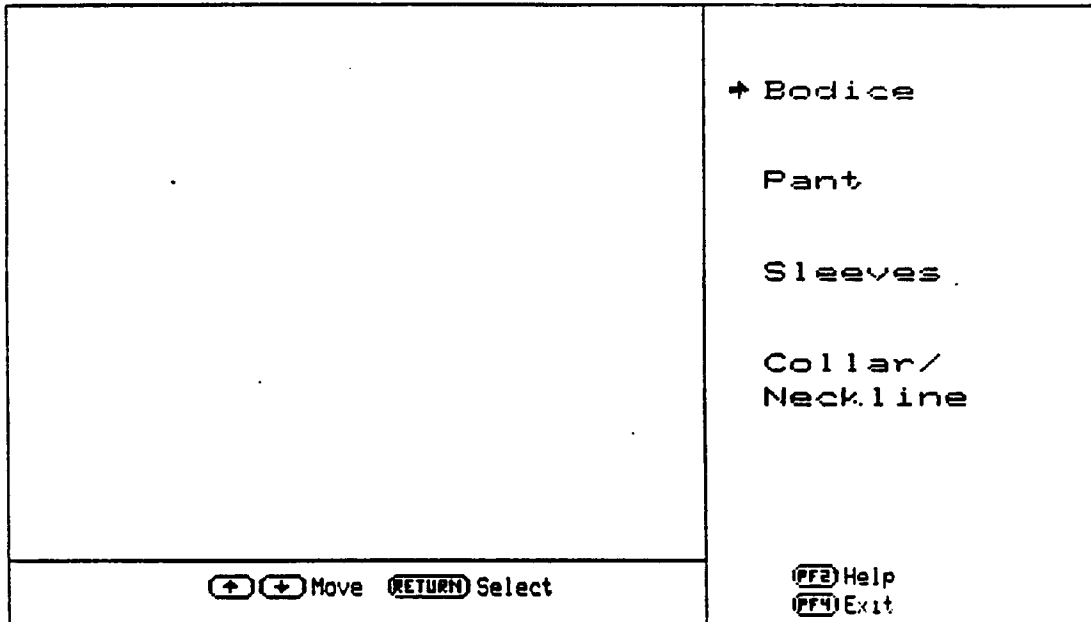 → Bodice
Pant
Sleeves
Collar/
Neckline
↑ ↓ Move RETURN Select
PF2 Help
PF4 Exit